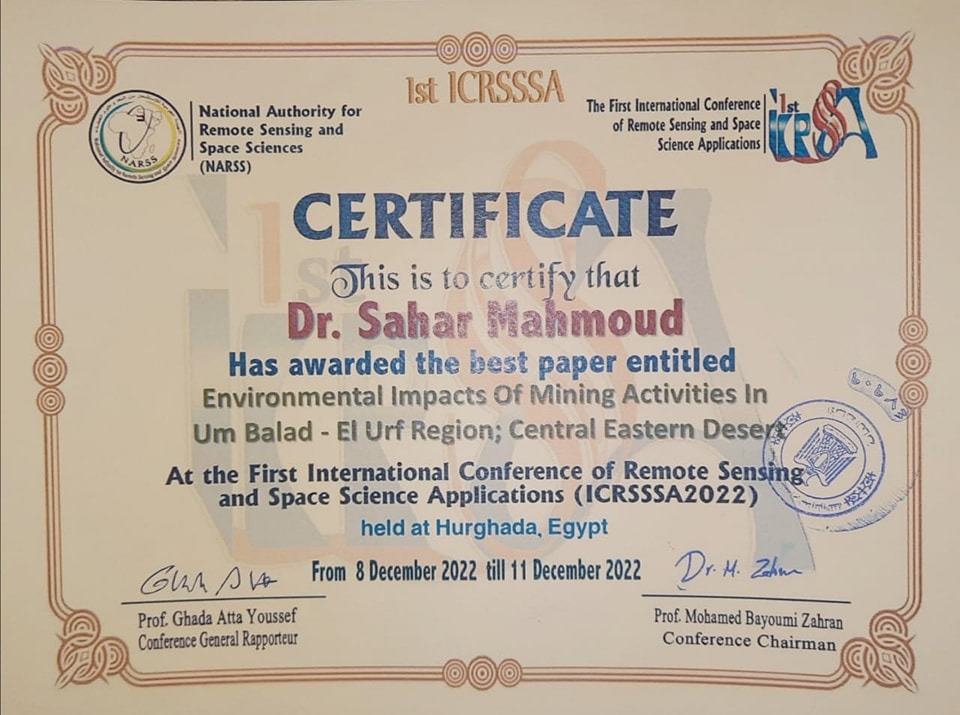 1st ICRSSSA
National Authority for
Remote Sensing and
Space Sciences
(NARSS)
NARSS
The First International Conference
of Remote Sensing and Space
Science Applications
1st
ICRSSSA
CERTIFICATE
This is to certify that
Dr. Sahar Mahmoud
Has awarded the best paper entitled
Environmental Impacts Of Mining Activities In
Um Balad - El Urf Region; Central Eastern Desert
At the First International Conference of Remote Sensing
and Space Science Applications (ICRSSSA2022)
held at Hurghada, Egypt
From 8 December 2022 till 11 December 2022
Dr. M. Zahran
Prof. Ghada Atta Youssef
Conference General Rapporteur
Prof. Mohamed Bayoumi Zahran
Conference Chairman